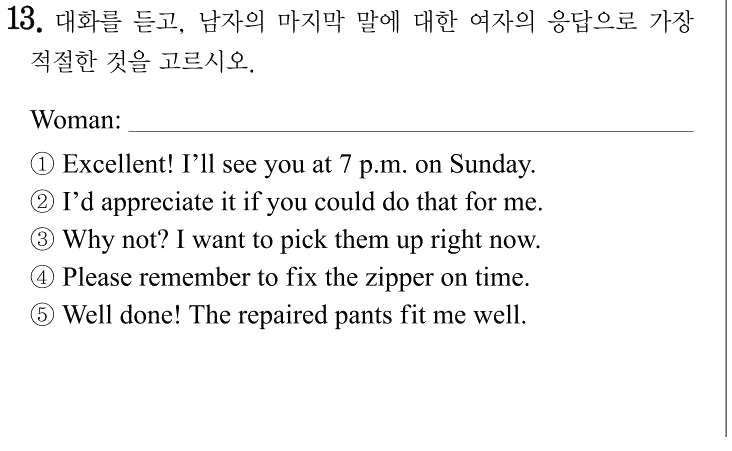 13. 대화를 듣고, 남자의 마지막 말에 대한 여자의 응답으로 가장
적절한 것을 고르시오.
Woman:
① Excellent! I’ll see you at 7 p.m. on Sunday.
② I’d appreciate it if you could do that for me.
③ Why not? I want to pick them up right now.
④ Please remember to fix the zipper on time.
⑤ Well done! The repaired pants fit me well.